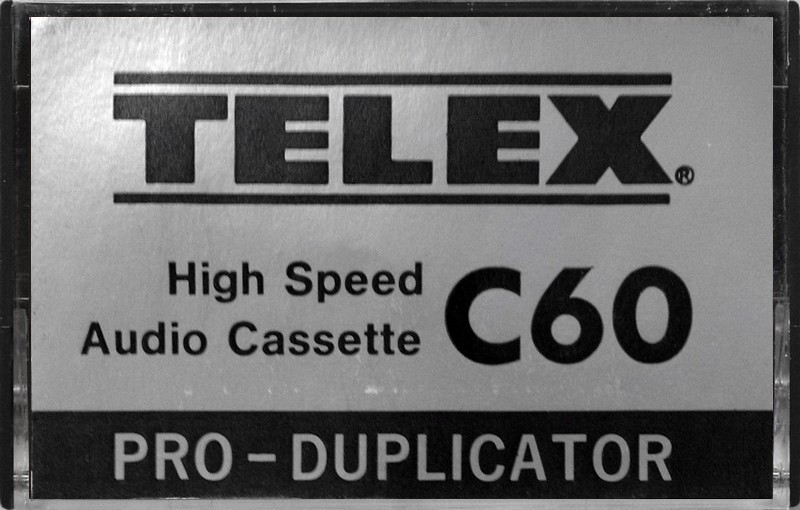 TELEX®
High Speed
Audio Cassette
C60
PRO-DUPLICATOR